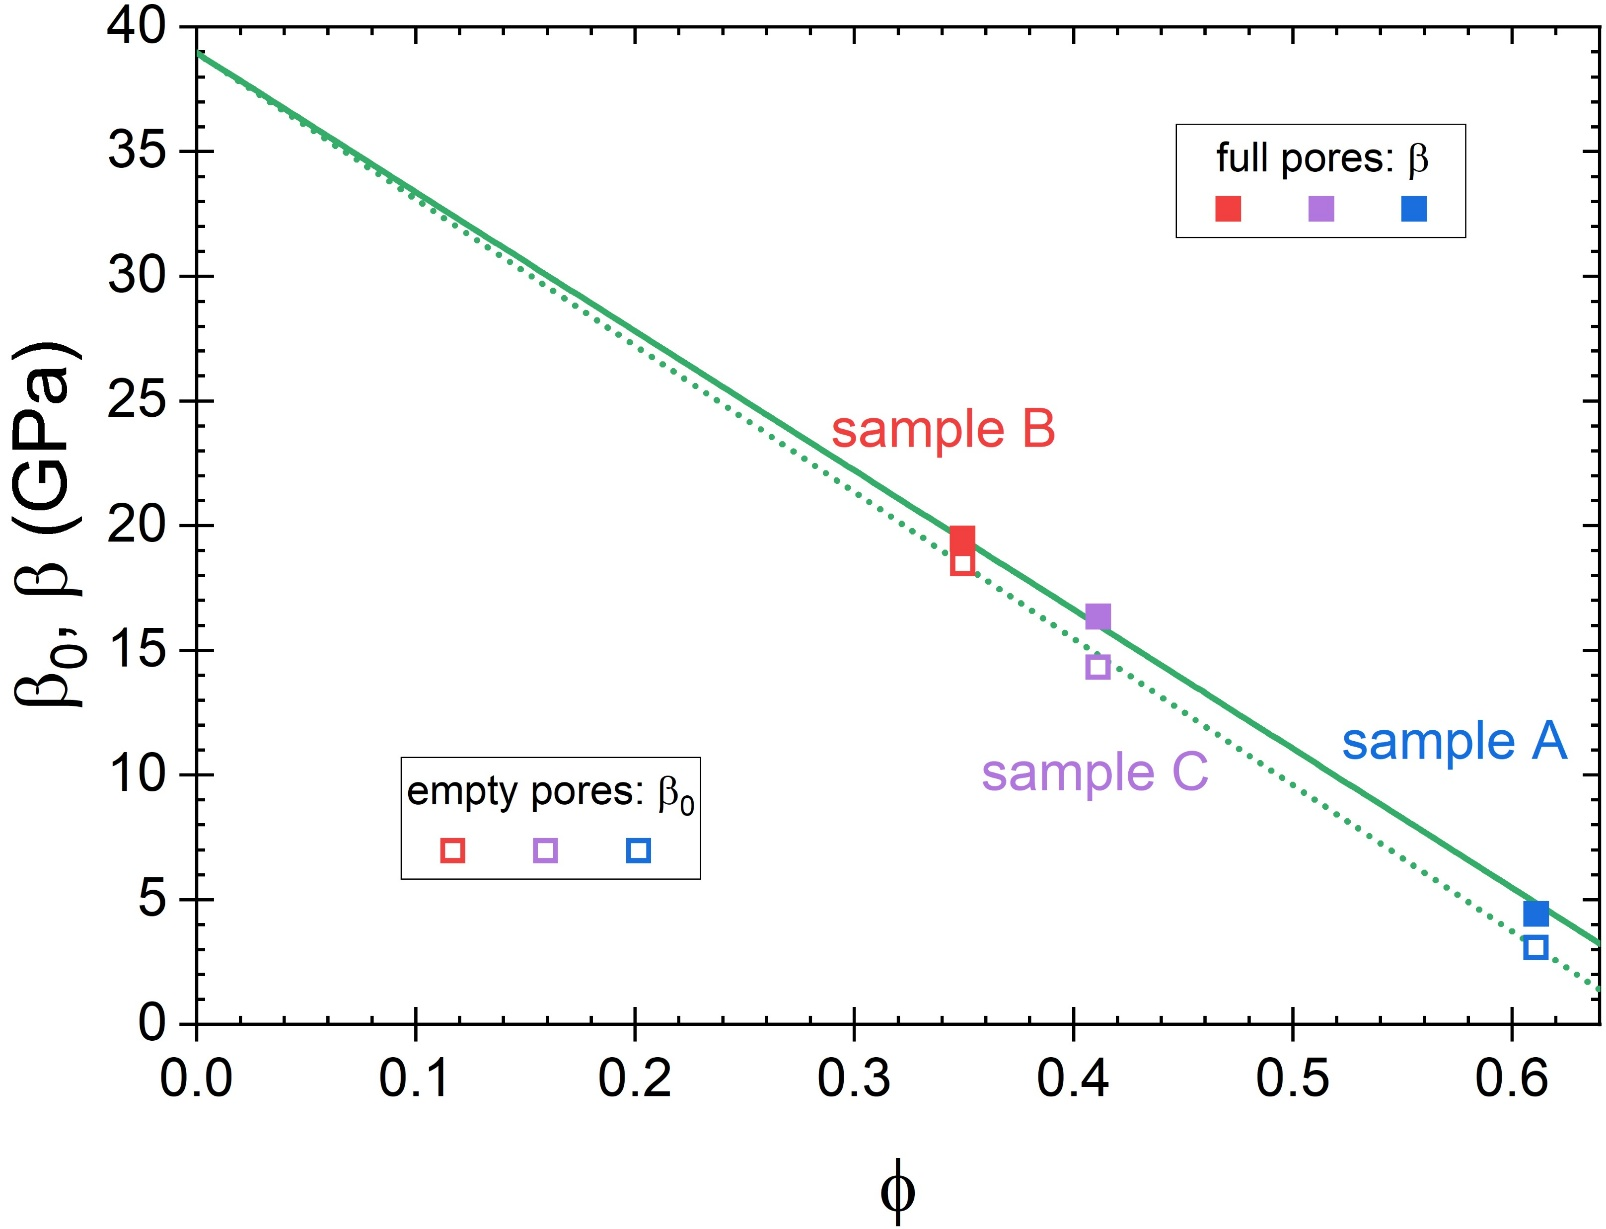 40
35
30
25
20
15
10
5
0
β₀, β (GPa)
full pores: β
sample B
sample C
sample A
empty pores: β₀
0.0 0.1 0.2 0.3 0.4 0.5 0.6
ϕ